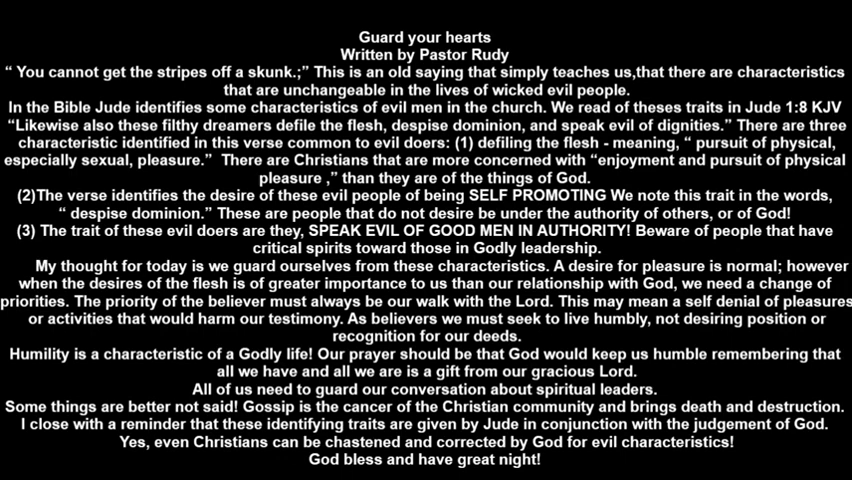 Guard your hearts
Written by Pastor Rudy
“ You cannot get the stripes off a skunk.;” This is an old saying that simply teaches us,that there are characteristics
that are unchangeable in the lives of wicked evil people.
In the Bible Jude identifies some characteristics of evil men in the church. We read of theses traits in Jude 1:8 KJV
“Likewise also these filthy dreamers defile the flesh, despise dominion, and speak evil of dignities.” There are three
characteristic identified in this verse common to evil doers: (1) defiling the flesh - meaning, “ pursuit of physical,
especially sexual, pleasure.”  There are Christians that are more concerned with “enjoyment and pursuit of physical
pleasure ,” than they are of the things of God.
(2)The verse identifies the desire of these evil people of being SELF PROMOTING We note this trait in the words,
“ despise dominion.” These are people that do not desire be under the authority of others, or of God!
(3) The trait of these evil doers are they, SPEAK EVIL OF GOOD MEN IN AUTHORITY! Beware of people that have
critical spirits toward those in Godly leadership.
My thought for today is we guard ourselves from these characteristics. A desire for pleasure is normal; however
when the desires of the flesh is of greater importance to us than our relationship with God, we need a change of
priorities. The priority of the believer must always be our walk with the Lord. This may mean a self denial of pleasures
or activities that would harm our testimony. As believers we must seek to live humbly, not desiring position or
recognition for our deeds.
Humility is a characteristic of a Godly life! Our prayer should be that God would keep us humble remembering that
all we have and all we are is a gift from our gracious Lord.
All of us need to guard our conversation about spiritual leaders.
Some things are better not said! Gossip is the cancer of the Christian community and brings death and destruction.
I close with a reminder that these identifying traits are given by Jude in conjunction with the judgement of God.
Yes, even Christians can be chastened and corrected by God for evil characteristics!
God bless and have great night!